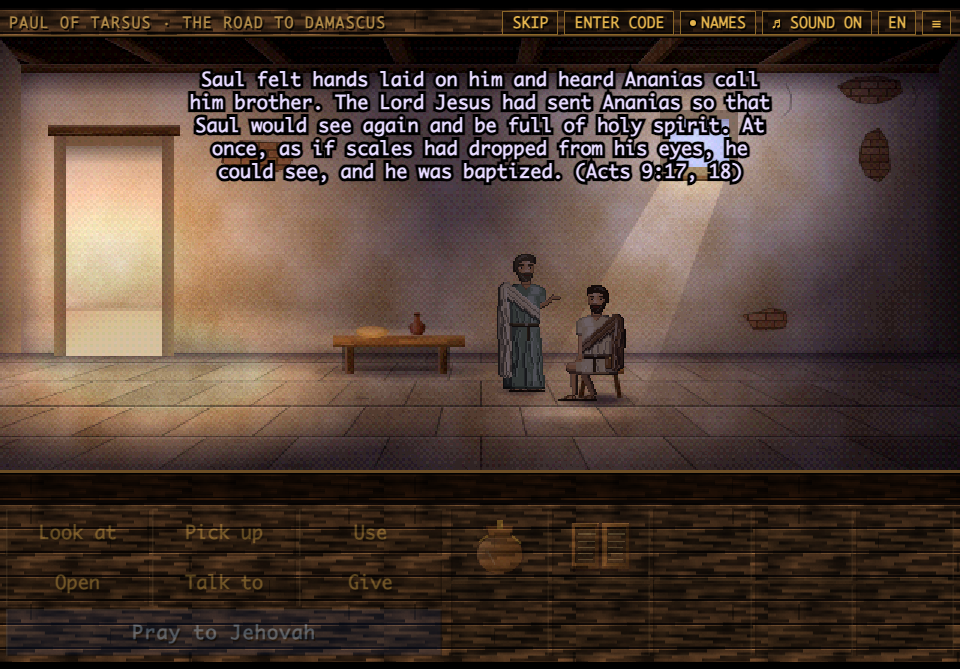 PAUL OF TARSUS · THE ROAD TO DAMASCUS
SKIP
ENTER CODE
• NAMES
♬ SOUND ON
EN
≡
Saul felt hands laid on him and heard Ananias call
him brother. The Lord Jesus had sent Ananias so that
Saul would see again and be full of holy spirit. At
once, as if scales had dropped from his eyes, he
could see, and he was baptized. (Acts 9:17, 18)
Look at
Pick up
Use
Open
Talk to
Give
Pray to Jehovah